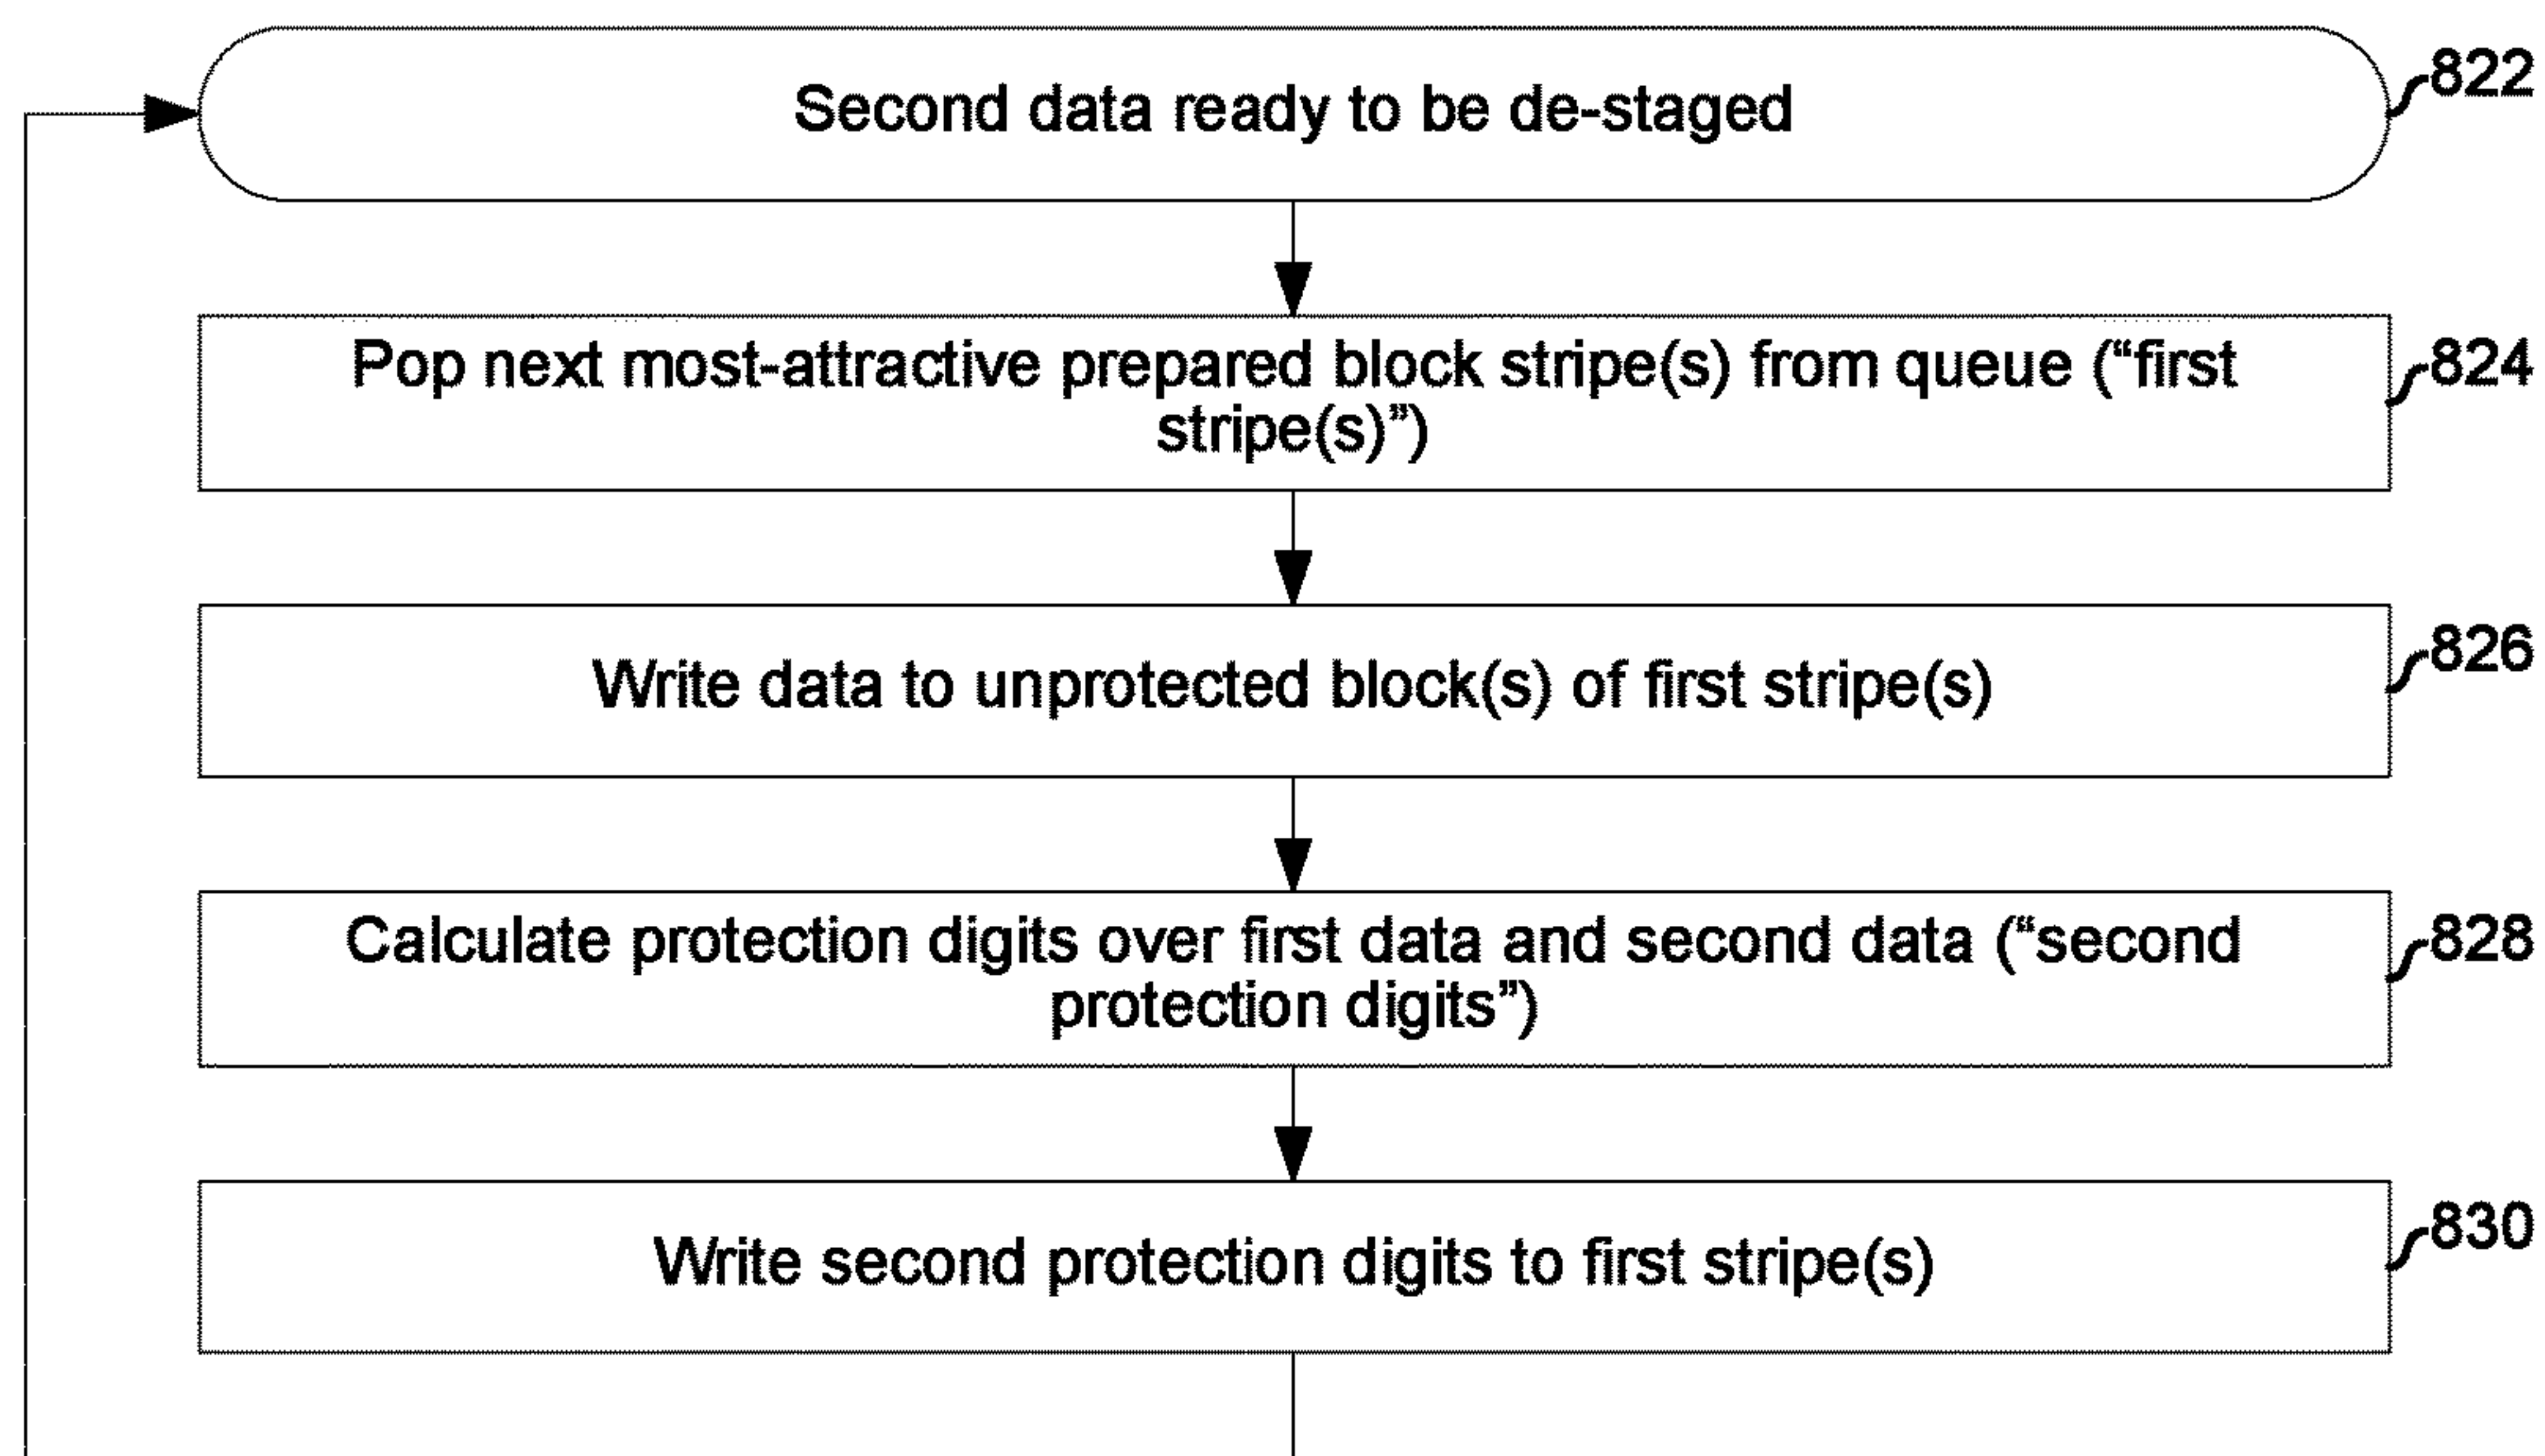 Second data ready to be de-staged
822
Pop next most-attractive prepared block stripe(s) from queue (“first
stripe(s)”)
824
Write data to unprotected block(s) of first stripe(s)
826
Calculate protection digits over first data and second data (“second
protection digits”)
828
Write second protection digits to first stripe(s)
830